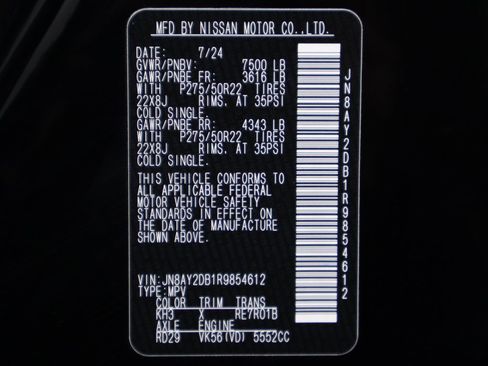 MFD BY NISSAN MOTOR CO.,LTD.
DATE: 7/24
GVWR/PNBV: 7500 LB
GAWR/PNBE FR: 3616 LB
WITH P275/50R22 TIRES
22X8J RIMS, AT 35PSI
COLD SINGLE.
GAWR/PNBE RR: 4343 LB
WITH P275/50R22 TIRES
22X8J RIMS, AT 35PSI
COLD SINGLE.
THIS VEHICLE CONFORMS TO
ALL APPLICABLE FEDERAL
MOTOR VEHICLE SAFETY
STANDARDS IN EFFECT ON
THE DATE OF MANUFACTURE
SHOWN ABOVE.
VIN: JN8AY2DB1R9854612
TYPE: MPV
COLOR TRIM TRANS
KH3 X RE7R01B
AXLE ENGINE
RD29 VK56(VD) 5552CC
JN8AY2DB1R9854612